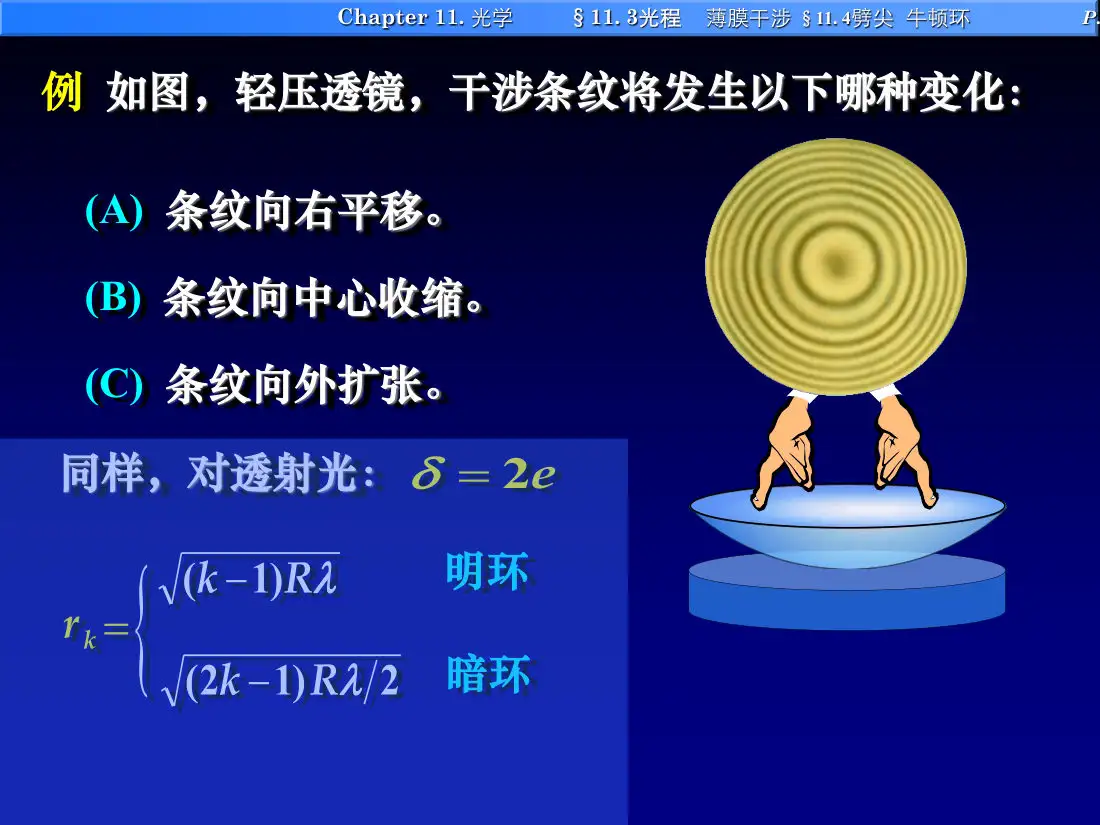 Chapter 11. 光学 §11. 3光程 薄膜干涉 §11. 4劈尖 牛顿环 P.
例 如图，轻压透镜，干涉条纹将发生以下哪种变化：
(A) 条纹向右平移。
(B) 条纹向中心收缩。
(C) 条纹向外扩张。
同样，对透射光： δ = 2e
√(k−1)Rλ 明环
r k =
√(2k−1)Rλ/2 暗环